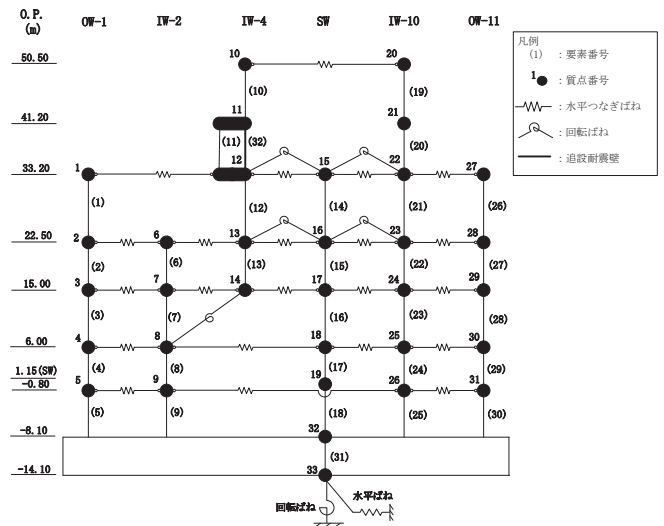 O.P.
(m)
OW-1 IW-2 IW-4 SW IW-10 OW-11
凡例
(1) : 要素番号
1 : 質点番号
: 水平つなぎばね
: 回転ばね
: 追設耐震壁
50.50 10 20
(10) (19)
41.20 11 21
(11) (32) (20)
33.20 1 12 15 22 27
(1) (12) (14) (21) (26)
22.50 2 6 13 16 23 28
(2) (6) (13) (15) (22) (27)
15.00 3 7 14 17 24 29
(3) (7) (16) (23) (28)
6.00 4 8 18 25 30
(4) (8) (17) (24) (29)
1.15(SW) 19
-0.80 5 9 26 31
(5) (9) (18) (25) (30)
-8.10 32
(31)
-14.10 33
水平ばね
回転ばね